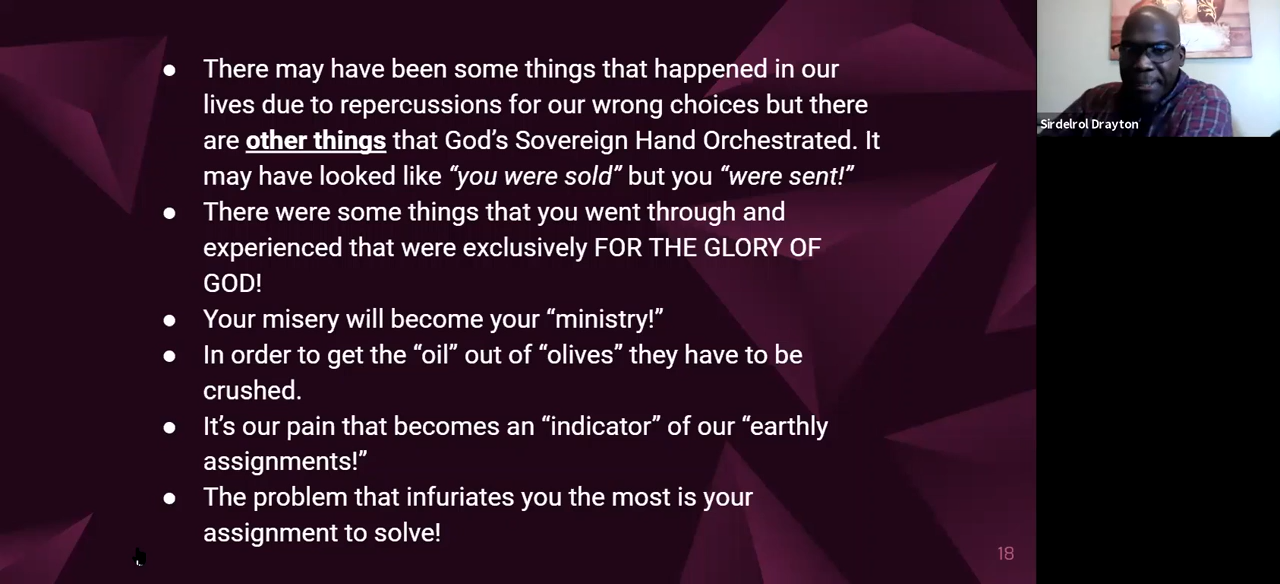 ● There may have been some things that happened in our
lives due to repercussions for our wrong choices but there
are other things that God’s Sovereign Hand Orchestrated. It
may have looked like “you were sold” but you “were sent!”
● There were some things that you went through and
experienced that were exclusively FOR THE GLORY OF
GOD!
● Your misery will become your “ministry!”
● In order to get the “oil” out of “olives” they have to be
crushed.
● It’s our pain that becomes an “indicator” of our “earthly
assignments!”
● The problem that infuriates you the most is your
assignment to solve!
18
Sirdelrol Drayton